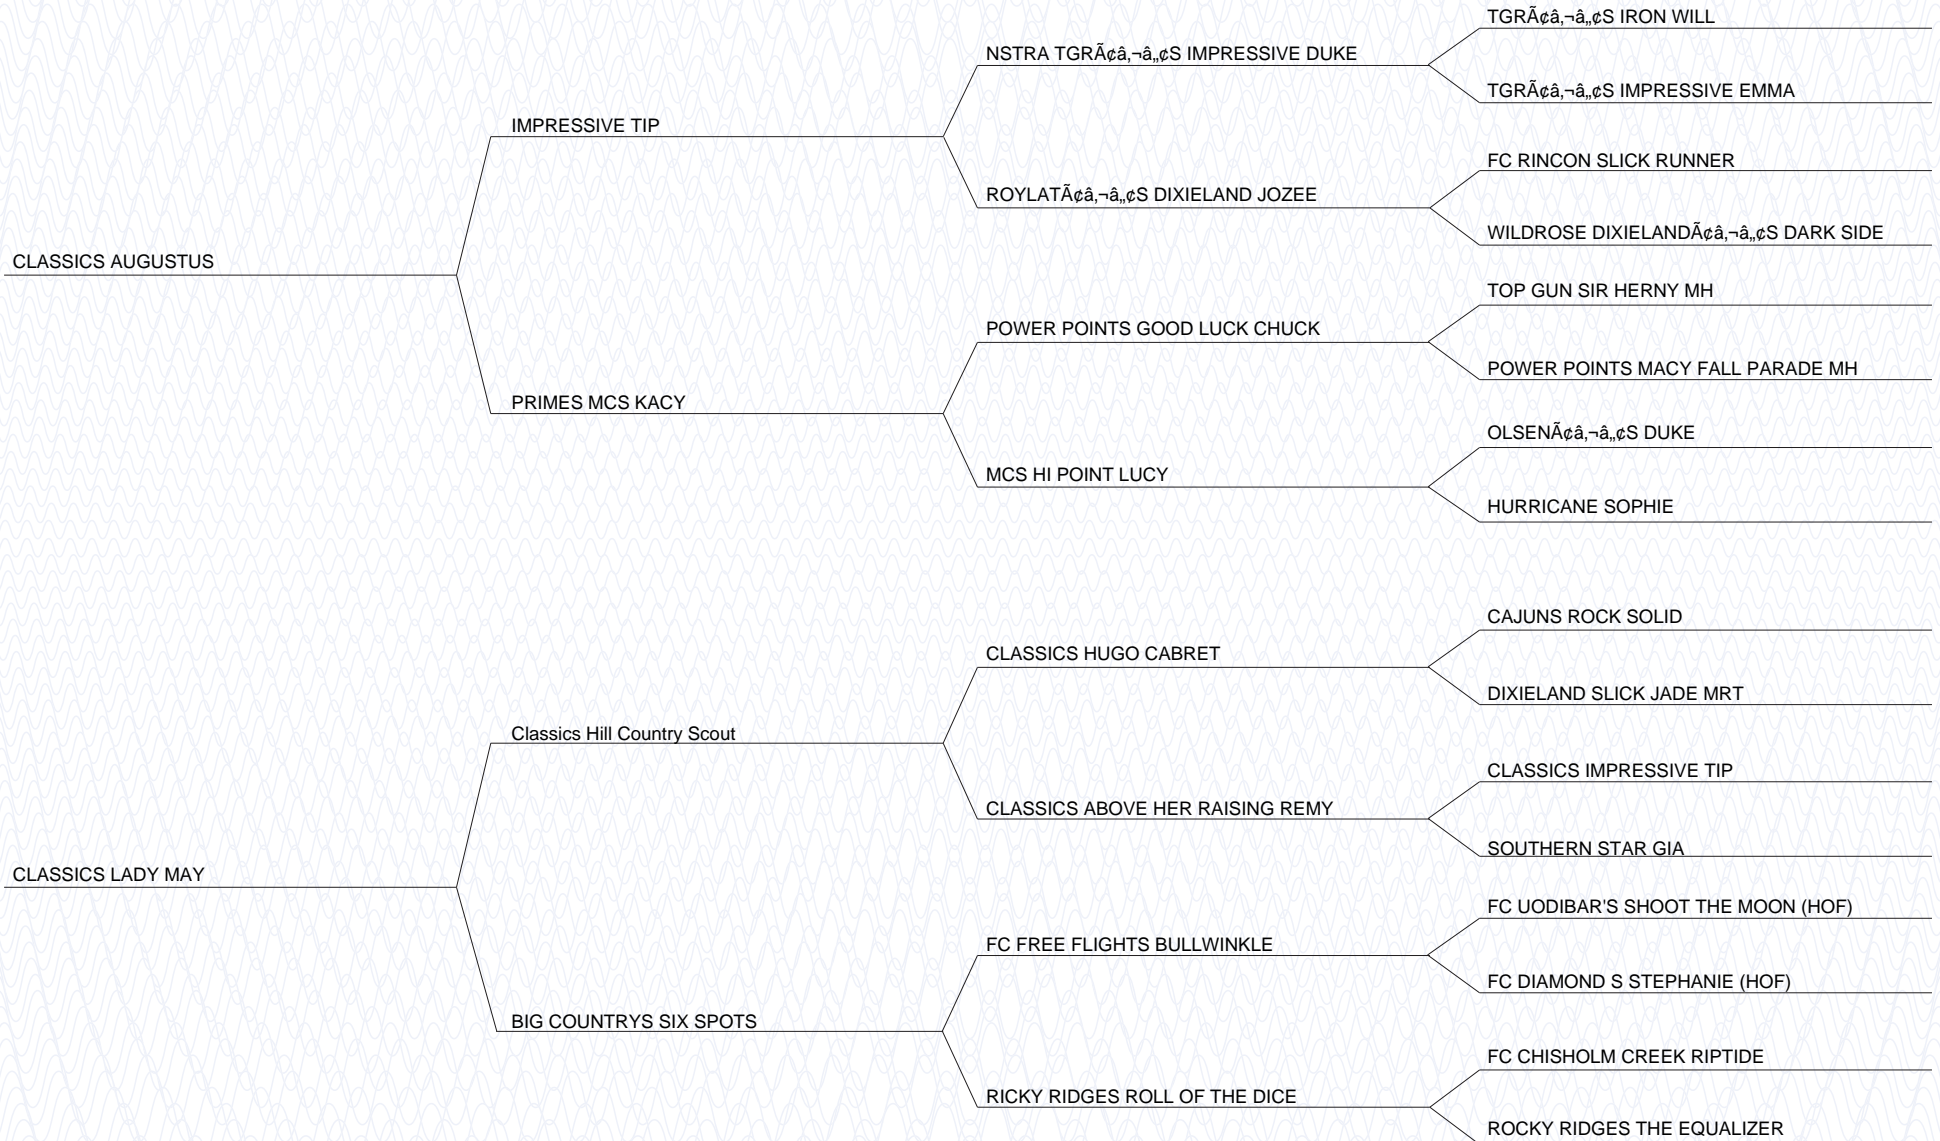 TGRÃ¢â‚¬â„¢S IRON WILL
NSTRA TGRÃ¢â‚¬â„¢S IMPRESSIVE DUKE
TGRÃ¢â‚¬â„¢S IMPRESSIVE EMMA
IMPRESSIVE TIP
FC RINCON SLICK RUNNER
ROYLATÃ¢â‚¬â„¢S DIXIELAND JOZEE
WILDROSE DIXIELANDÃ¢â‚¬â„¢S DARK SIDE
CLASSICS AUGUSTUS
TOP GUN SIR HERNY MH
POWER POINTS GOOD LUCK CHUCK
POWER POINTS MACY FALL PARADE MH
PRIMES MCS KACY
OLSENÃ¢â‚¬â„¢S DUKE
MCS HI POINT LUCY
HURRICANE SOPHIE
CAJUNS ROCK SOLID
CLASSICS HUGO CABRET
DIXIELAND SLICK JADE MRT
Classics Hill Country Scout
CLASSICS IMPRESSIVE TIP
CLASSICS ABOVE HER RAISING REMY
SOUTHERN STAR GIA
CLASSICS LADY MAY
FC UODIBAR'S SHOOT THE MOON (HOF)
FC FREE FLIGHTS BULLWINKLE
FC DIAMOND S STEPHANIE (HOF)
BIG COUNTRYS SIX SPOTS
FC CHISHOLM CREEK RIPTIDE
RICKY RIDGES ROLL OF THE DICE
ROCKY RIDGES THE EQUALIZER